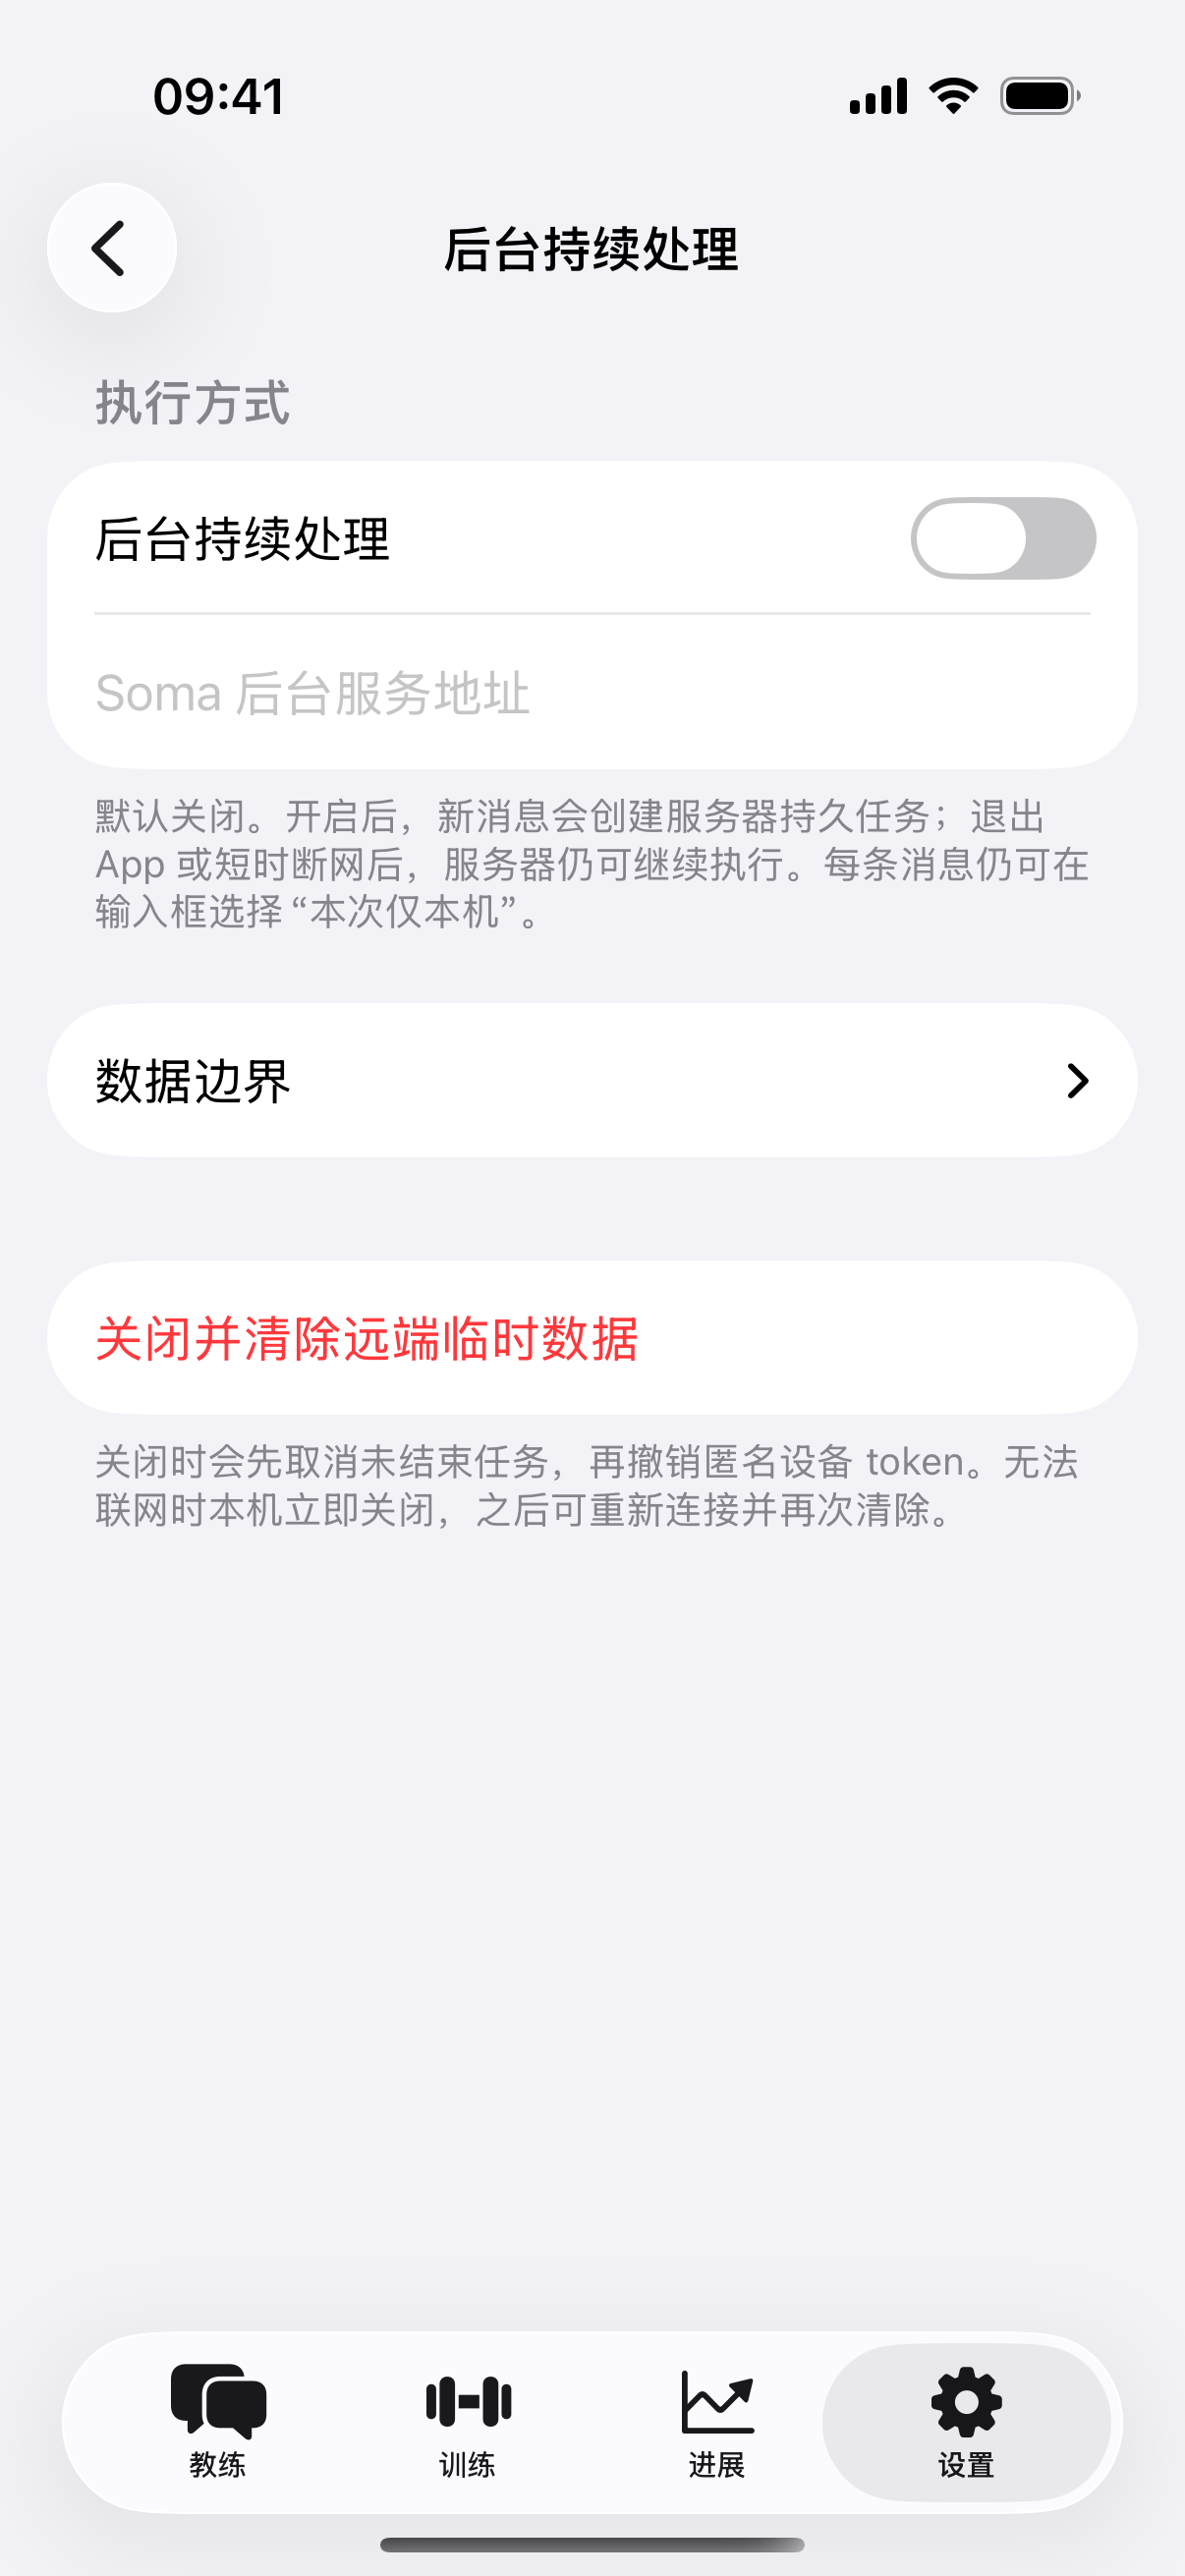 09:41
后台持续处理
执行方式
后台持续处理
Soma 后台服务地址
默认关闭。开启后，新消息会创建服务器持久任务；退出
App 或短时断网后，服务器仍可继续执行。每条消息仍可在
输入框选择 “本次仅本机”。
数据边界
关闭并清除远端临时数据
关闭时会先取消未结束任务，再撤销匿名设备 token。无法
联网时本机立即关闭，之后可重新连接并再次清除。
教练
训练
进展
设置